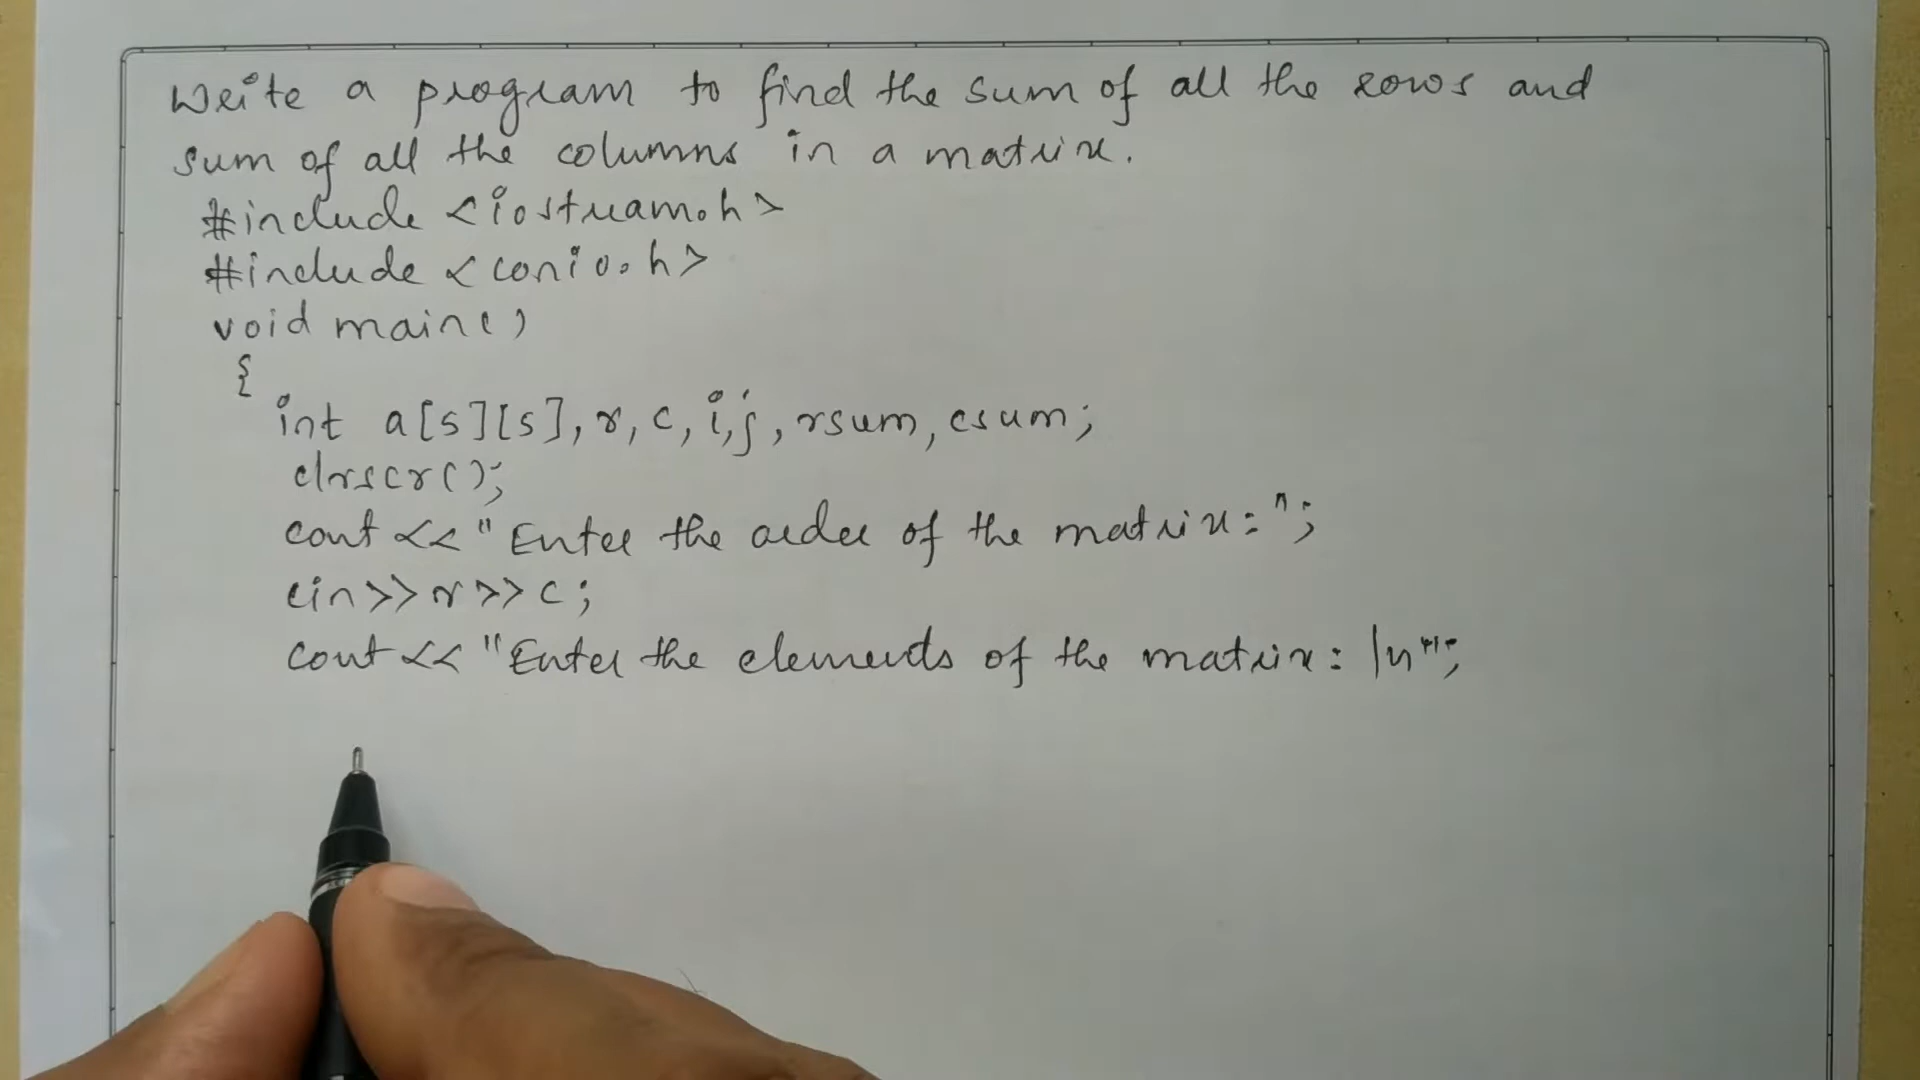 Write a program to find the sum of all the rows and
sum of all the columns in a matrix.
#include <iostream.h>
#include <conio.h>
void main()
{
int a[5][5], r, c, i, j, rsum, csum;
clrscr();
cout << "Enter the order of the matrix: ";
cin >> r >> c;
cout << "Enter the elements of the matrix: \n";